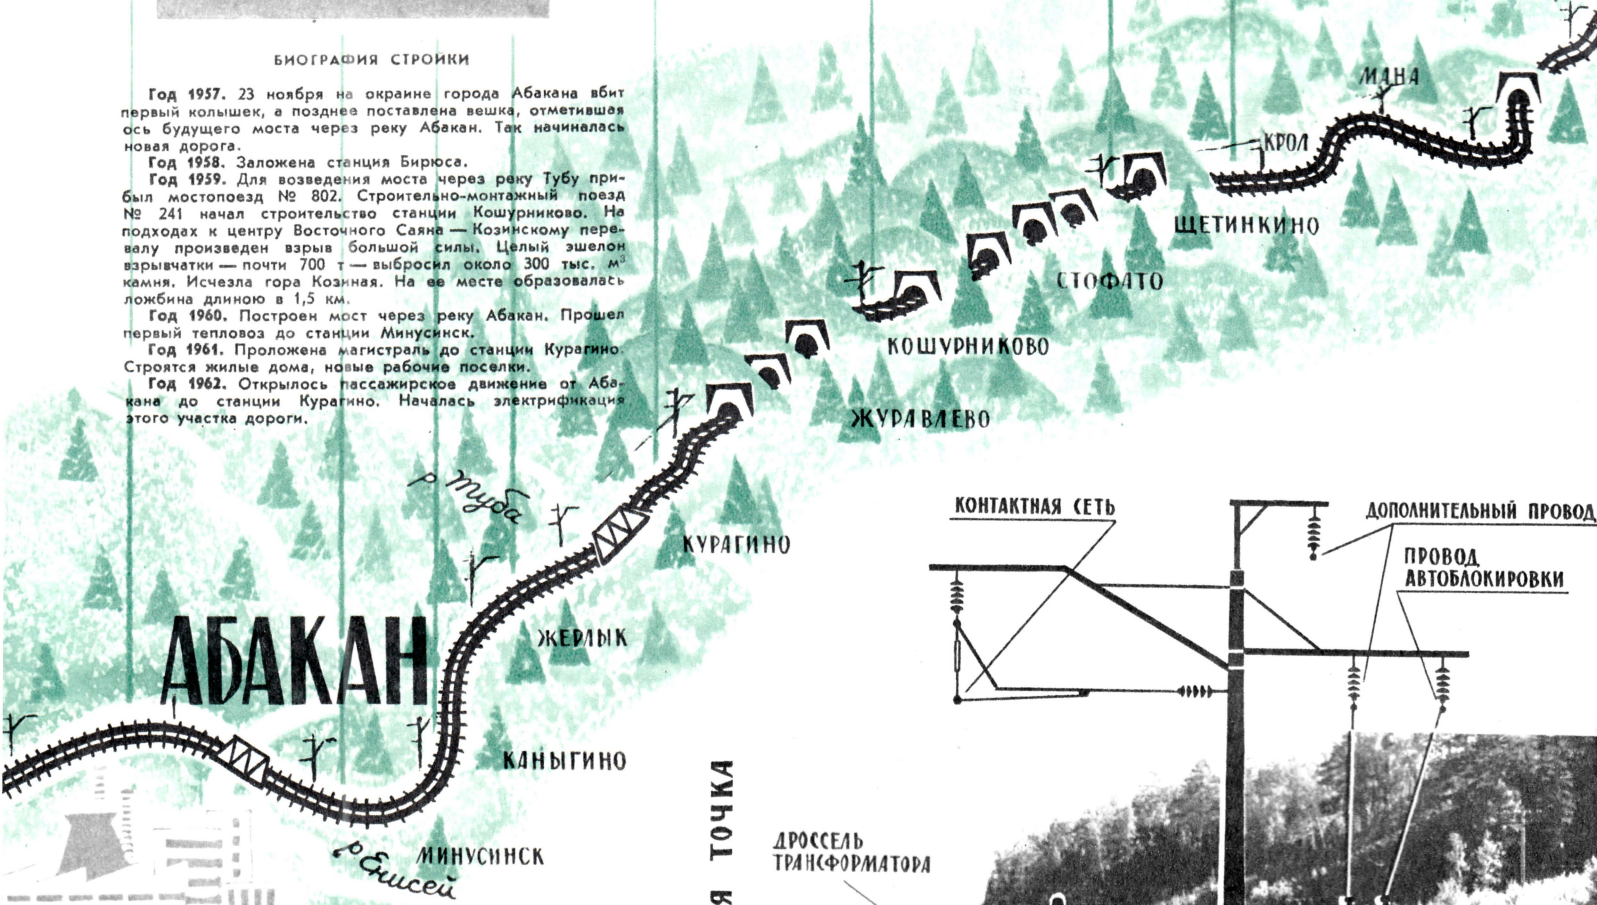 БИОГРАФИЯ СТРОЙКИ
Год 1957. 23 ноября на окраине города Абакана вбит
первый колышек, а позднее поставлена вешка, отметившая
ось будущего моста через реку Абакан. Так начиналась
новая дорога.
Год 1958. Заложена станция Бирюса.
Год 1959. Для возведения моста через реку Тубу при-
был мостопоезд № 802. Строительно-монтажный поезд
№ 241 начал строительство станции Кошурниково. На
подходах к центру Восточного Саяна — Козинскому пере-
валу произведен взрыв большой силы. Целый эшелон
взрывчатки — почти 700 т — выбросил около 300 тыс. м³
камня. Исчезла гора Козиная. На ее месте образовалась
ложбина длиною в 1,5 км.
Год 1960. Построен мост через реку Абакан. Прошел
первый тепловоз до станции Минусинск.
Год 1961. Проложена магистраль до станции Курагино.
Строятся жилые дома, новые рабочие поселки.
Год 1962. Открылось пассажирское движение от Аба-
кана до станции Курагино. Началась электрификация
этого участка дороги.
МАНА
КРОЛ
ЩЕТИНКИНО
СТОФАТО
КОШУРНИКОВО
ЖУРАВЛЕВО
р. Туба
КУРАГИНО
ЖЕРЛЫК
АБАКАН
КАНЫГИНО
р. Енисей
МИНУСИНСК
КОНТАКТНАЯ СЕТЬ
ДОПОЛНИТЕЛЬНЫЙ ПРОВОД
ПРОВОД
АВТОБЛОКИРОВКИ
Я ТОЧКА
ДРОССЕЛЬ
ТРАНСФОРМАТОРА